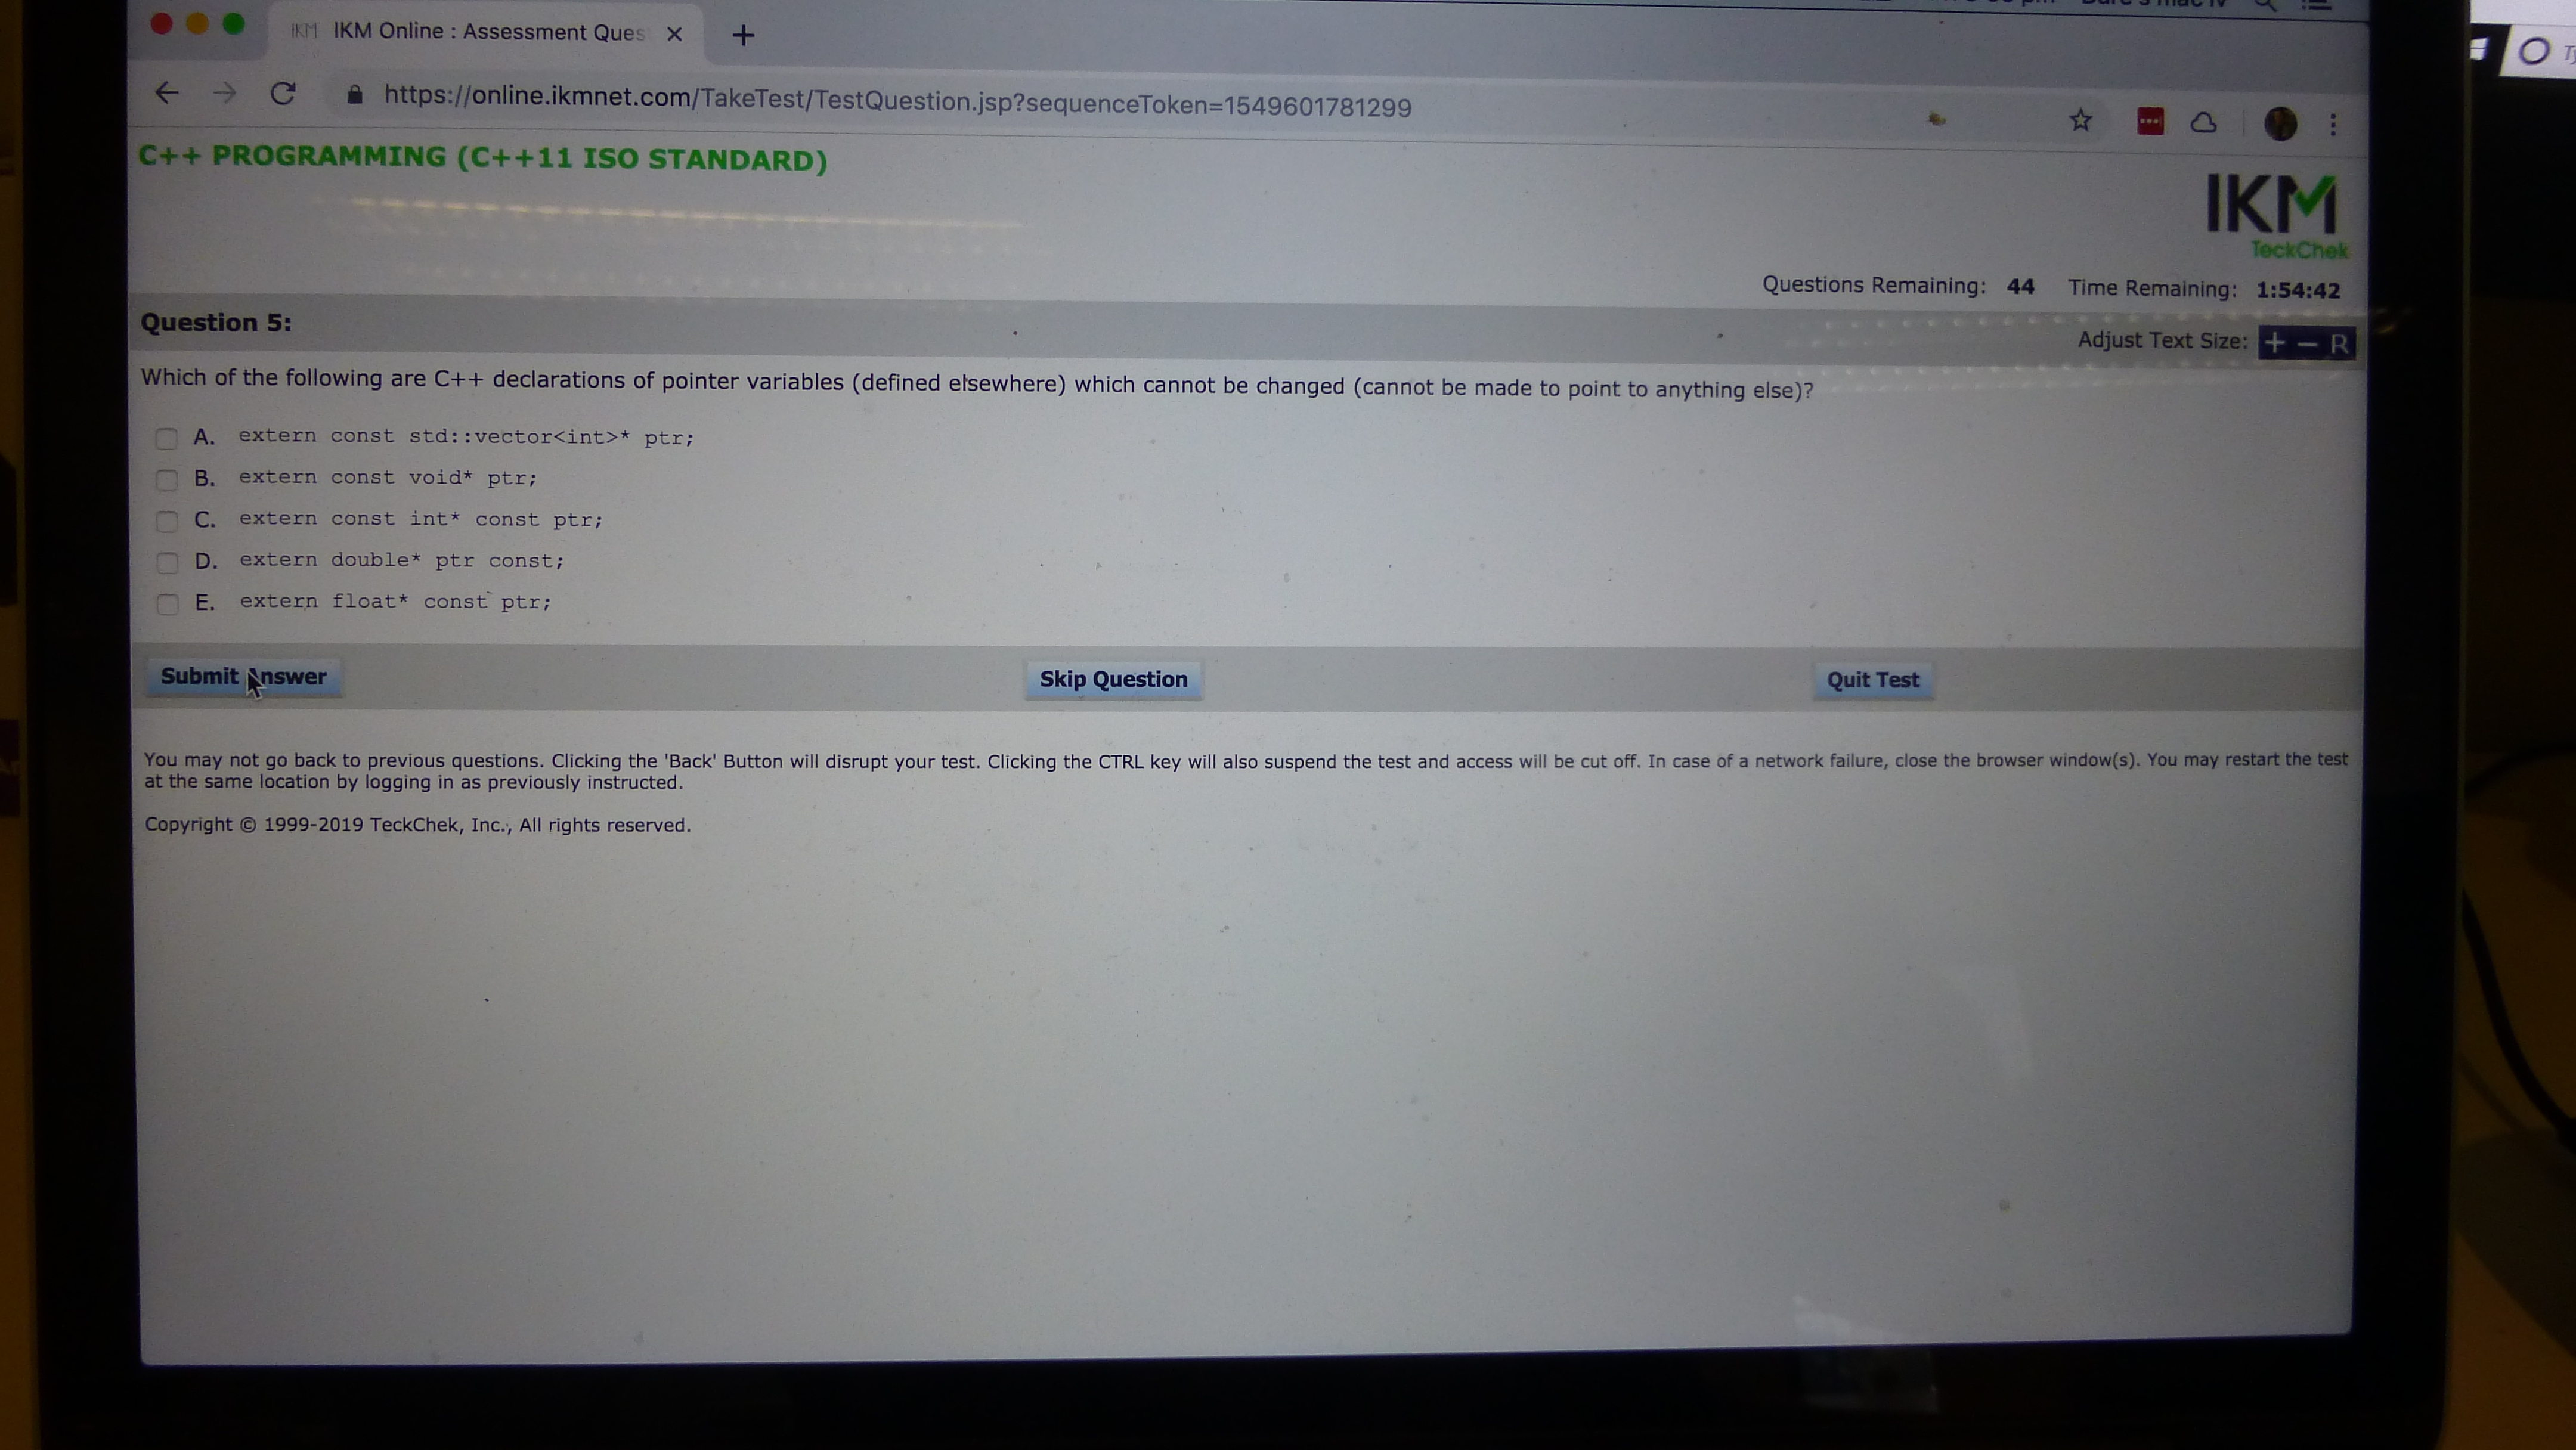 IKM IKM Online : Assessment Ques
https://online.ikmnet.com/TakeTest/TestQuestion.jsp?sequenceToken=1549601781299
C++ PROGRAMMING (C++11 ISO STANDARD)
IKM
TeckChek
Questions Remaining: 44 Time Remaining: 1:54:42
Question 5:
Adjust Text Size: + - R
Which of the following are C++ declarations of pointer variables (defined elsewhere) which cannot be changed (cannot be made to point to anything else)?
A. extern const std::vector<int>* ptr;
B. extern const void* ptr;
C. extern const int* const ptr;
D. extern double* ptr const;
E. extern float* const ptr;
Submit Answer Skip Question Quit Test
You may not go back to previous questions. Clicking the 'Back' Button will disrupt your test. Clicking the CTRL key will also suspend the test and access will be cut off. In case of a network failure, close the browser window(s). You may restart the test
at the same location by logging in as previously instructed.
Copyright © 1999-2019 TeckChek, Inc., All rights reserved.